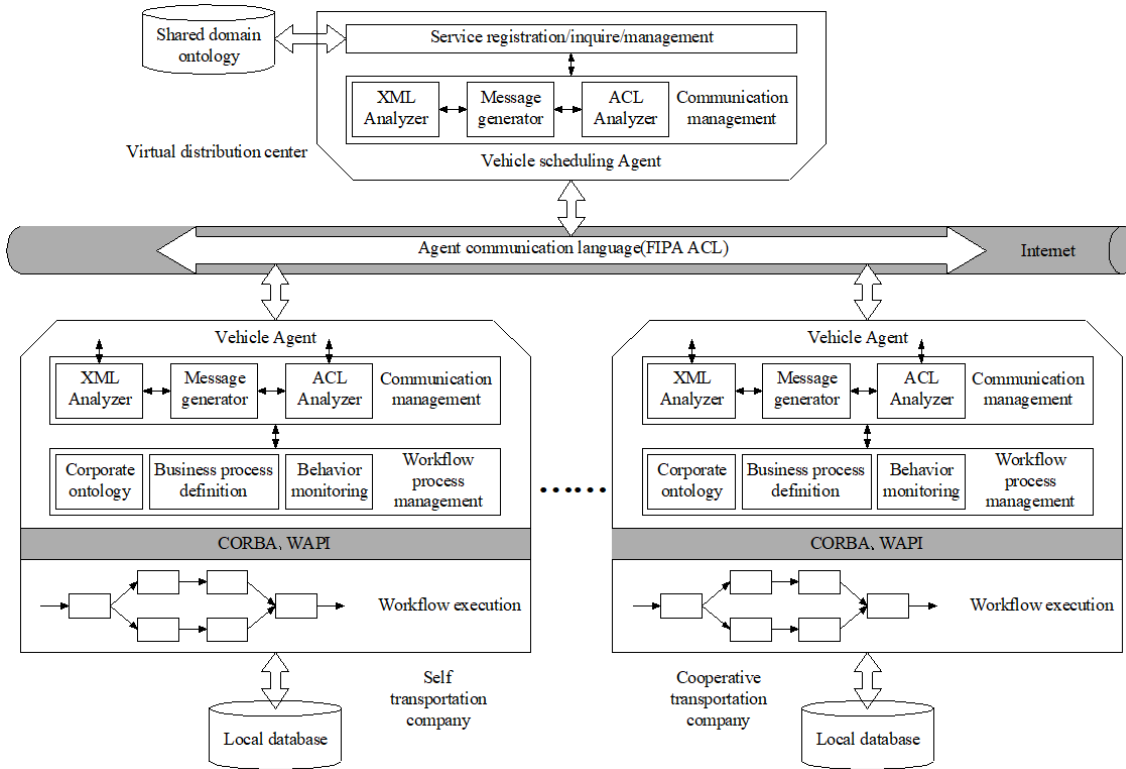 Shared domain
ontology
Service registration/inquire/management
XML
Analyzer
Message
generator
ACL
Analyzer
Communication
management
Virtual distribution center
Vehicle scheduling Agent
Agent communication language(FIPA ACL)
Internet
Vehicle Agent
XML
Analyzer
Message
generator
ACL
Analyzer
Communication
management
Corporate
ontology
Business process
definition
Behavior
monitoring
Workflow
process
management
CORBA、WAPI
Workflow execution
Self
transportation
company
Local database
......
Vehicle Agent
XML
Analyzer
Message
generator
ACL
Analyzer
Communication
management
Corporate
ontology
Business process
definition
Behavior
monitoring
Workflow
process
management
CORBA、WAPI
Workflow execution
Cooperative
transportation
company
Local database